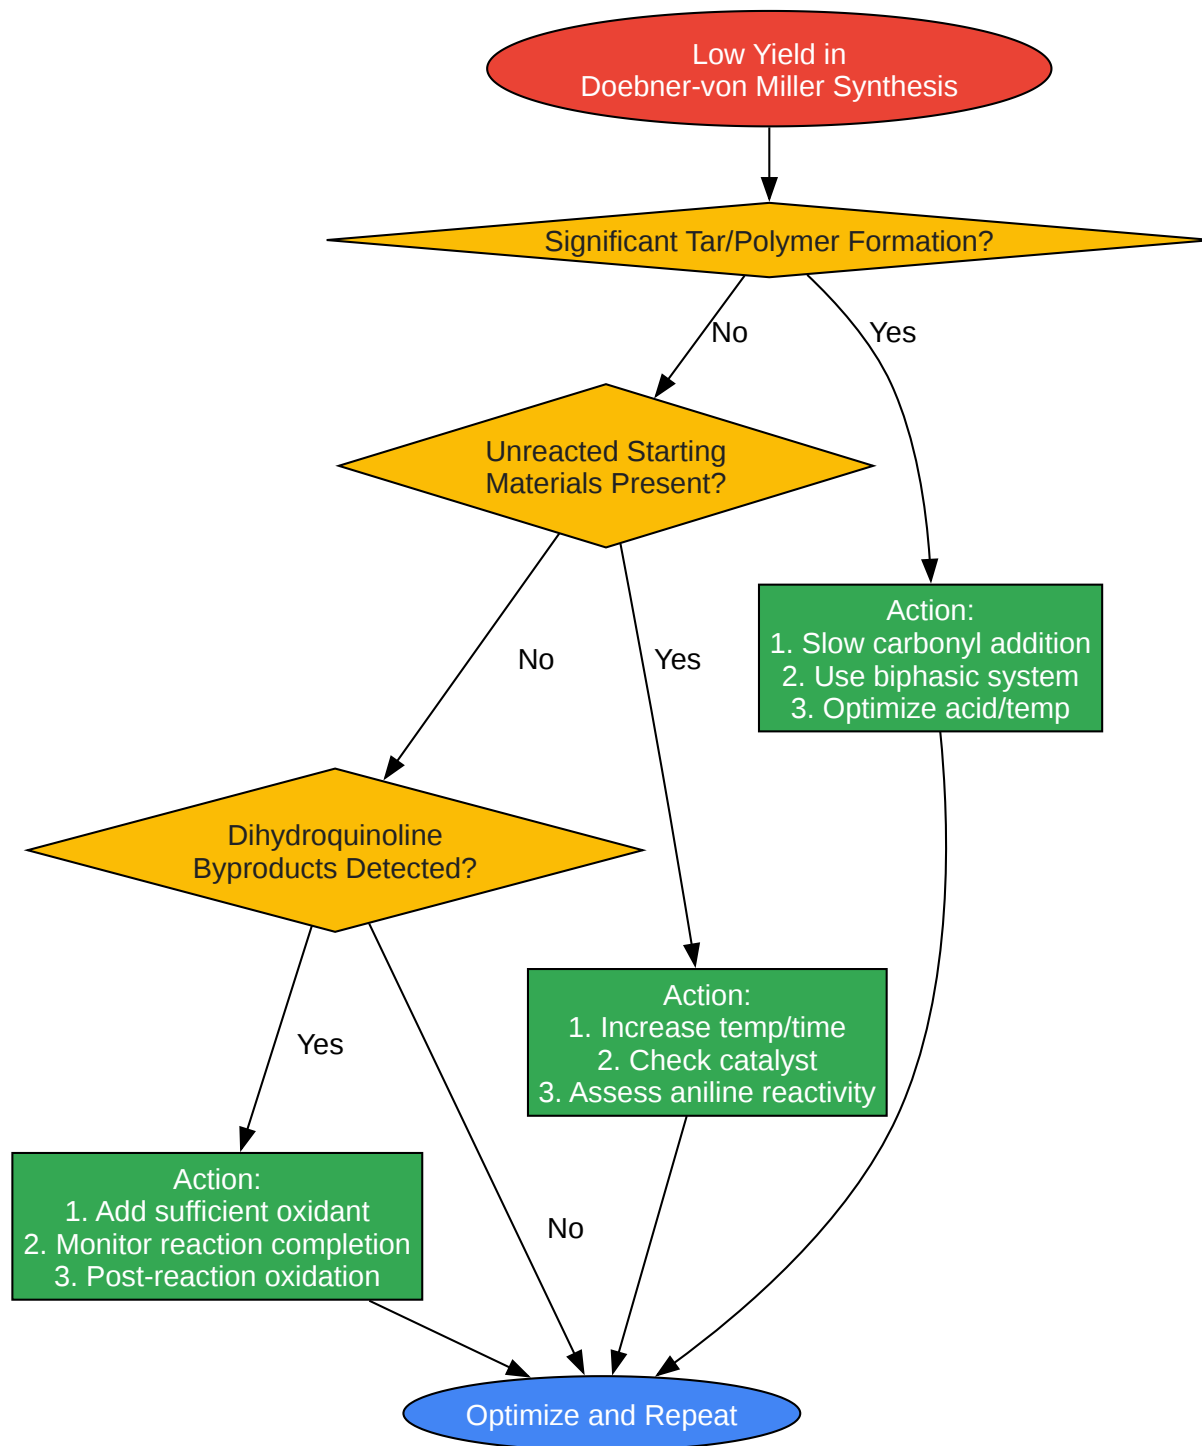 Low Yield in
Doebner-von Miller Synthesis
Significant Tar/Polymer Formation?
No
Yes
Unreacted Starting
Materials Present?
Action:
1. Slow carbonyl addition
2. Use biphasic system
3. Optimize acid/temp
No
Yes
Dihydroquinoline
Byproducts Detected?
Action:
1. Increase temp/time
2. Check catalyst
3. Assess aniline reactivity
Yes
Action:
1. Add sufficient oxidant
2. Monitor reaction completion
3. Post-reaction oxidation
No
Optimize and Repeat